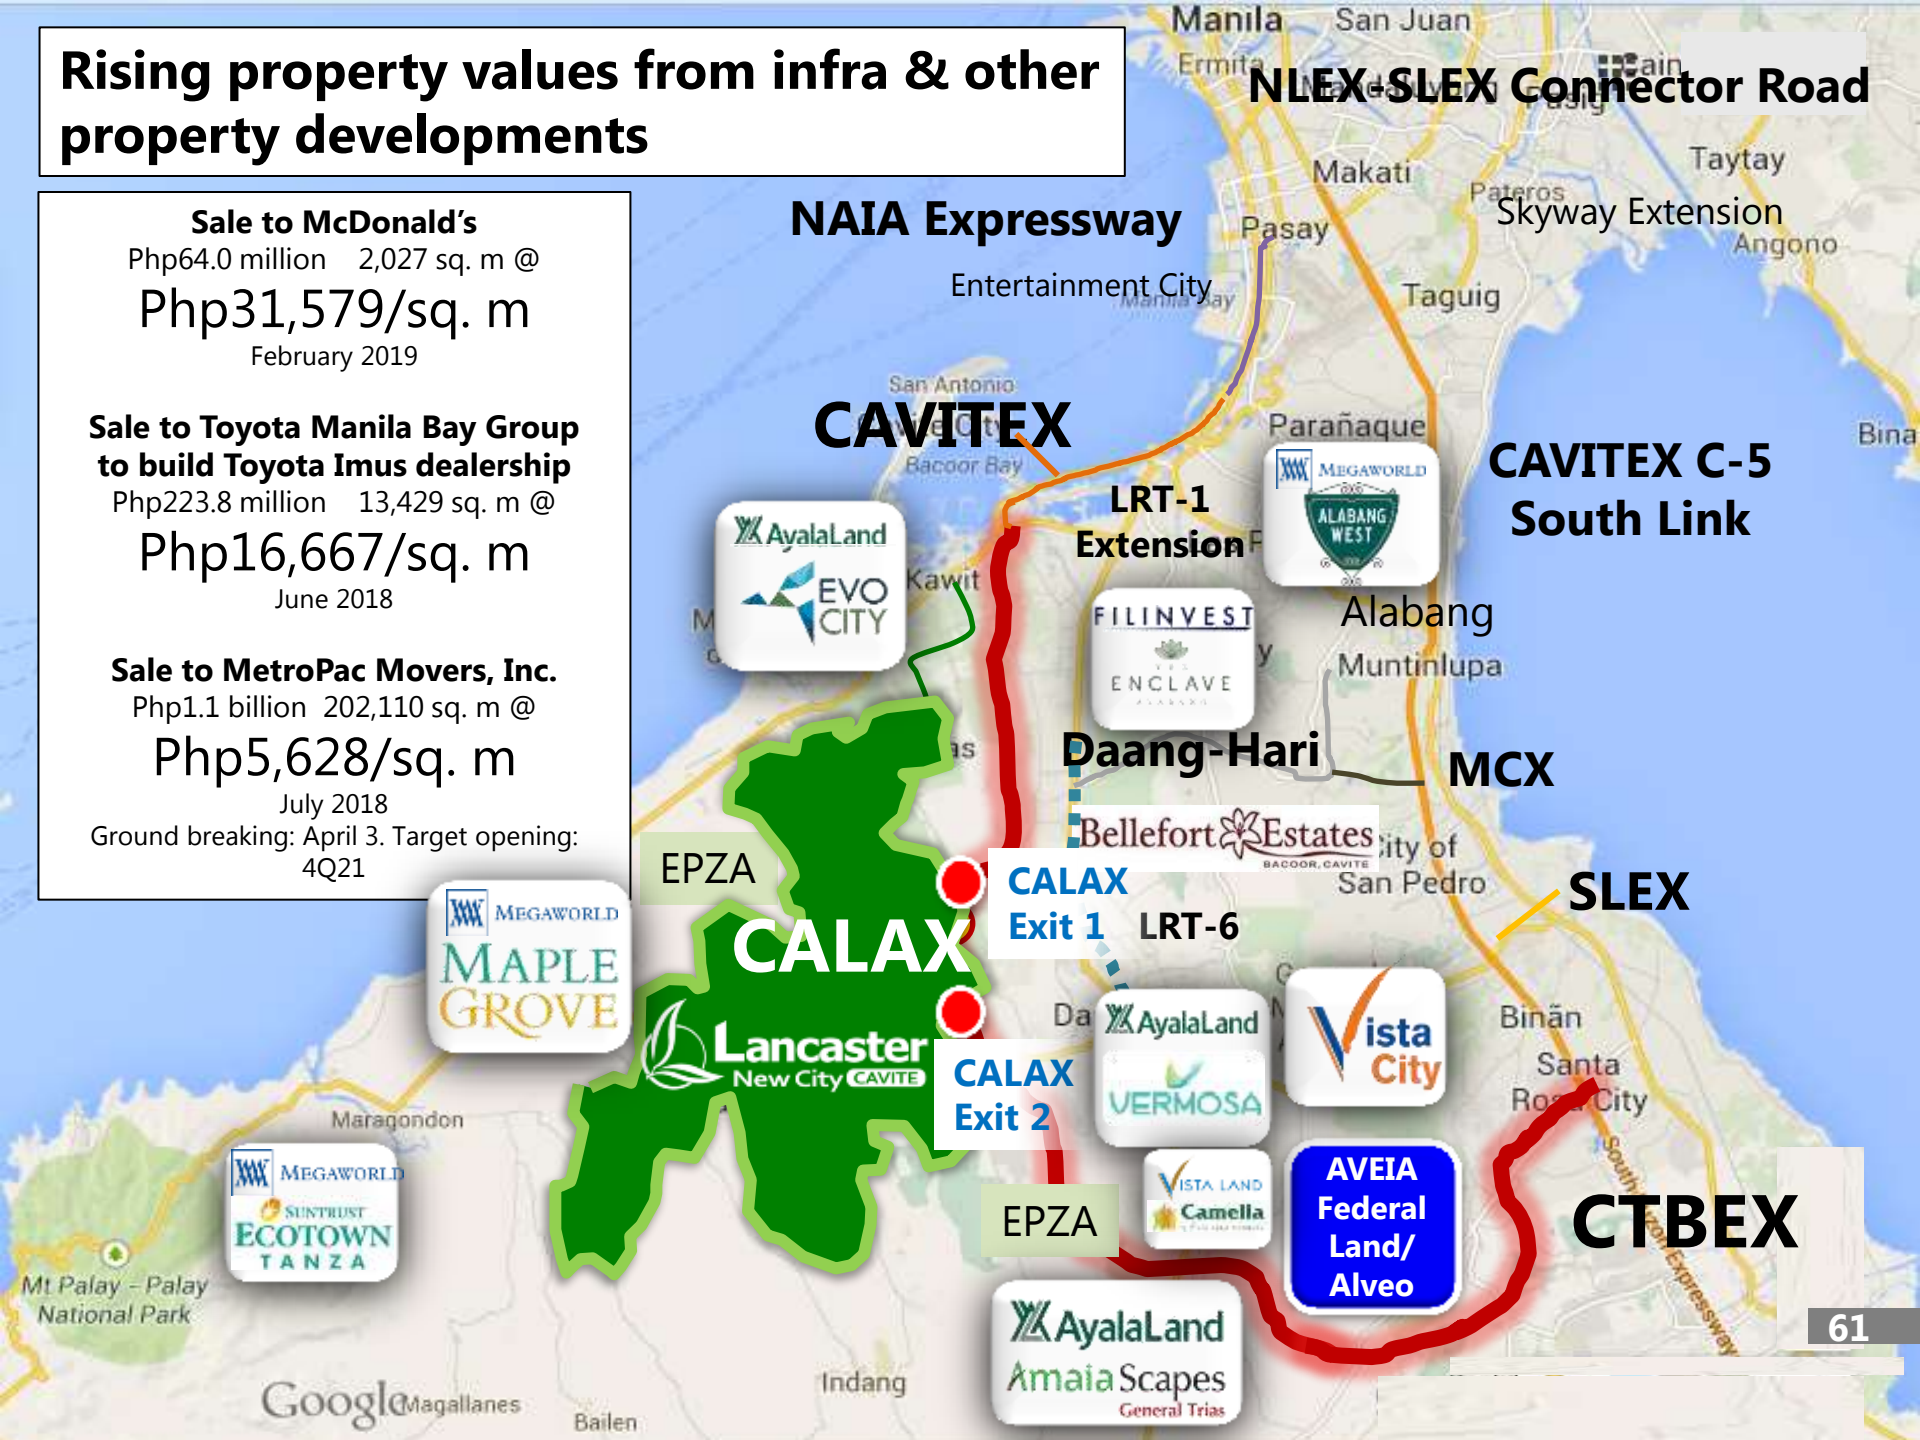 Rising property values from infra & other
property developments
Sale to McDonald’s
Php64.0 million 2,027 sq. m @
Php31,579/sq. m
February 2019
Sale to Toyota Manila Bay Group
to build Toyota Imus dealership
Php223.8 million 13,429 sq. m @
Php16,667/sq. m
June 2018
Sale to MetroPac Movers, Inc.
Php1.1 billion 202,110 sq. m @
Php5,628/sq. m
July 2018
Ground breaking: April 3. Target opening:
4Q21
Manila
San Juan
Ermita
NLEX-SLEX Connector Road
Makati
Taytay
Pateros
Skyway Extension
NAIA Expressway
Pasay
Angono
Entertainment City
Manila Bay
Taguig
San Antonio
CAVITEX
Cavite City
Bacoor Bay
Parañaque
Bina
MEGAWORLD
ALABANG
WEST
CAVITEX C-5
South Link
LRT-1
Extension
AyalaLand
EVO
CITY
Kawit
FILINVEST
ENCLAVE
Alabang
Muntinlupa
Daang-Hari
MCX
Bellefort Estates
BACOOR, CAVITE
City of
San Pedro
EPZA
CALAX
Exit 1
LRT-6
SLEX
CALAX
MEGAWORLD
MAPLE
GROVE
Lancaster
New City CAVITE
CALAX
Exit 2
Da
AyalaLand
VERMOSA
Vista
City
Biñan
Santa
Rosa City
Maragondon
MEGAWORLD
SUNTRUST
ECOTOWN
TANZA
VISTA LAND
Camella
AVEIA
Federal
Land/
Alveo
EPZA
CTBEX
Mt Palay - Palay
National Park
AyalaLand
Amaia Scapes
General Trias
61
Google
Magallanes
Bailen
Indang